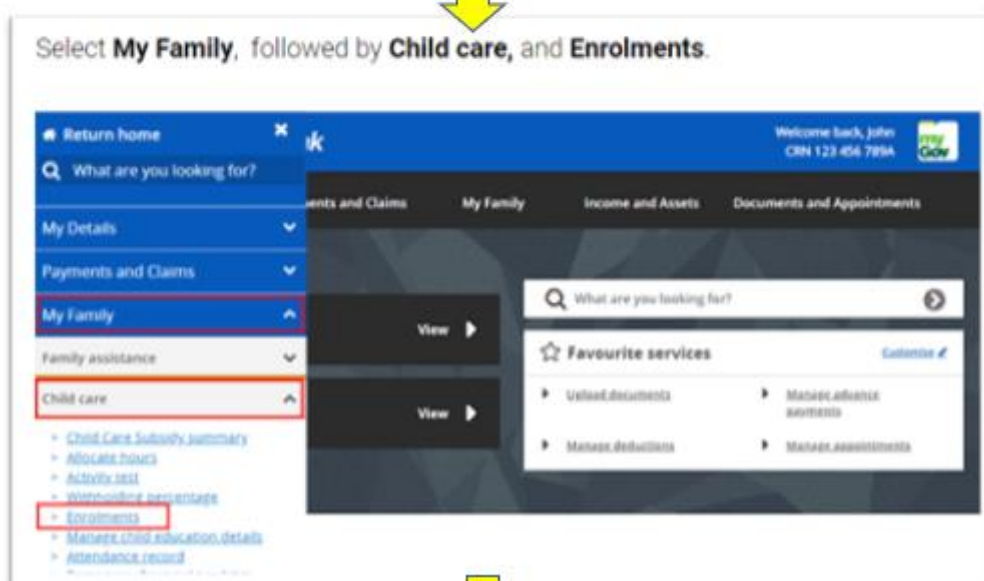 Select My Family, followed by Child care, and Enrolments.
Return home
What are you looking for?
My Details
Payments and Claims
My Family
Family assistance
Child care
Child Care Subsidy summary
Allocate hours
Activity test
Withholding percentage
Enrolments
Manage child education details
Attendance record
Welcome back, John
CRN 123 456 789A
my
Gov
ents and Claims
My Family
Income and Assets
Documents and Appointments
View
View
What are you looking for?
Favourite services
Customise
Upload documents
Manage advance
payments
Manage deductions
Manage appointments